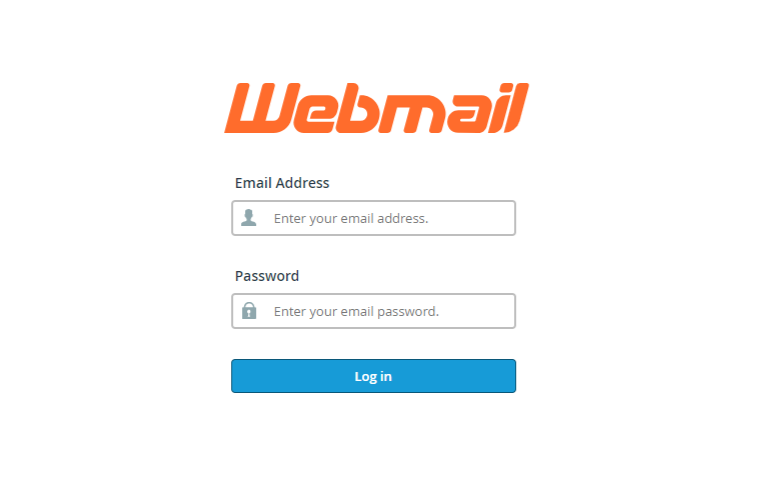 Webmail
Email Address
Enter your email address.
Password
Enter your email password.
Log in